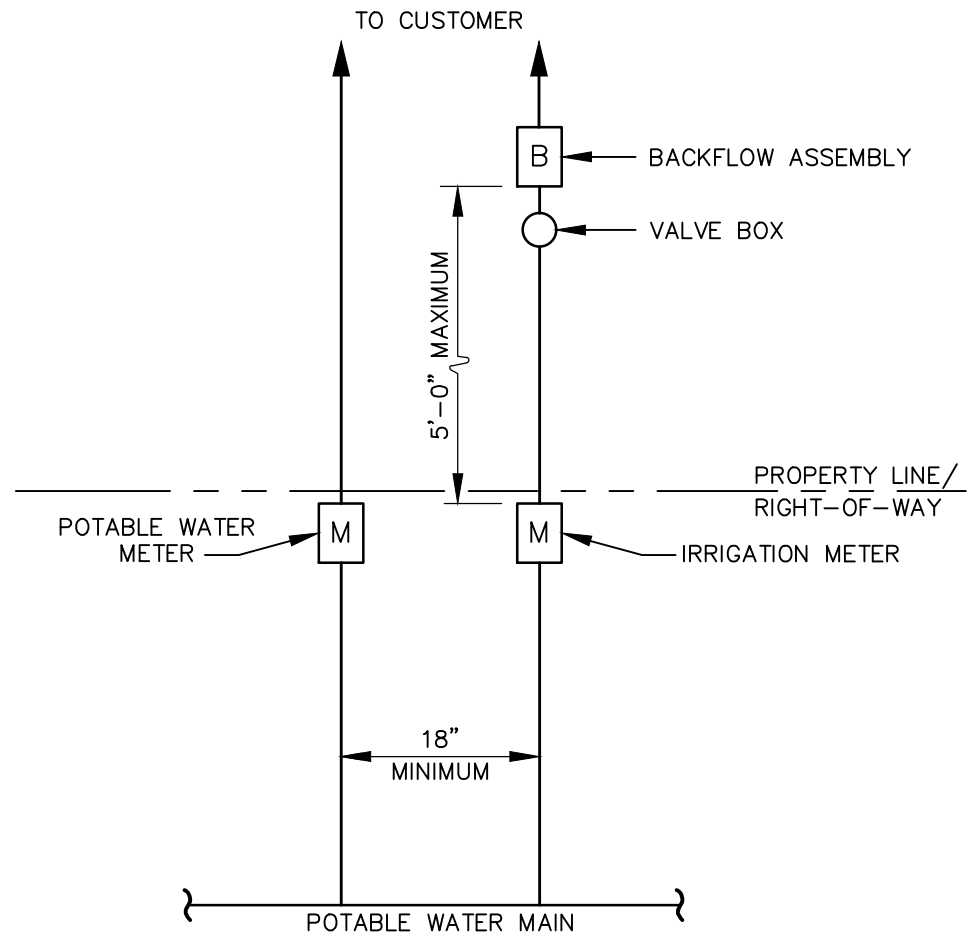 TO CUSTOMER
B
BACKFLOW ASSEMBLY
VALVE BOX
5'-0" MAXIMUM
PROPERTY LINE/
RIGHT-OF-WAY
POTABLE WATER
METER
M
M
IRRIGATION METER
18"
MINIMUM
POTABLE WATER MAIN